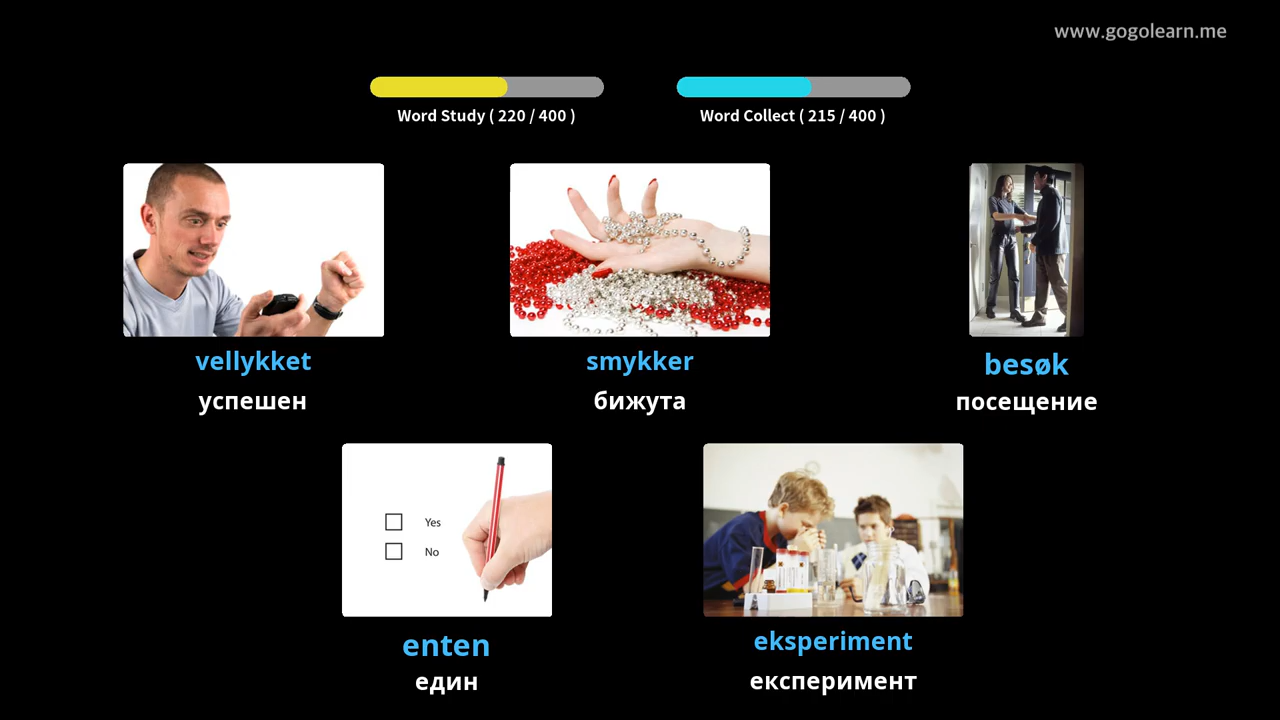 www.gogolearn.me
Word Study ( 220 / 400 )
Word Collect ( 215 / 400 )
vellykket
smykker
besøk
успешен
бижута
посещение
Yes
No
enten
eksperiment
един
експеримент